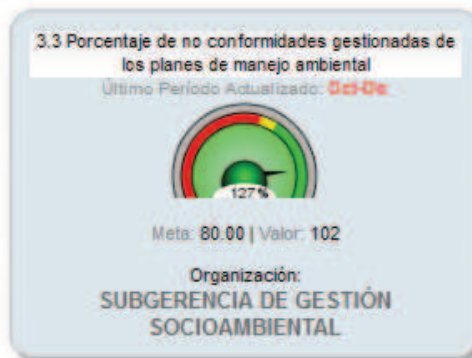 3.3 Porcentaje de no conformidades gestionadas de
los planes de manejo ambiental
Último Período Actualizado:
127%
Meta: 80.00 | Valor: 102
Organización:
SUBGERENCIA DE GESTIÓN
SOCIOAMBIENTAL